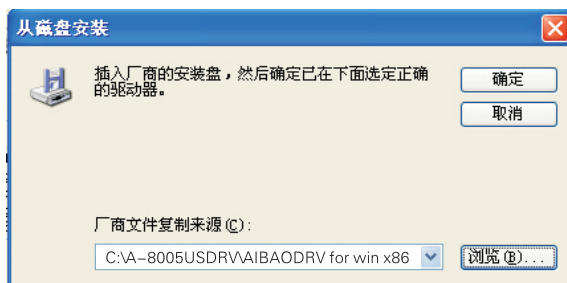 从磁盘安装
插入厂商的安装盘，然后确定已在下面选定正确
的驱动器。
确定
取消
厂商文件复制来源(C):
C:\A-8005USDRV\AIBAODRV for win x86
浏览(B)...